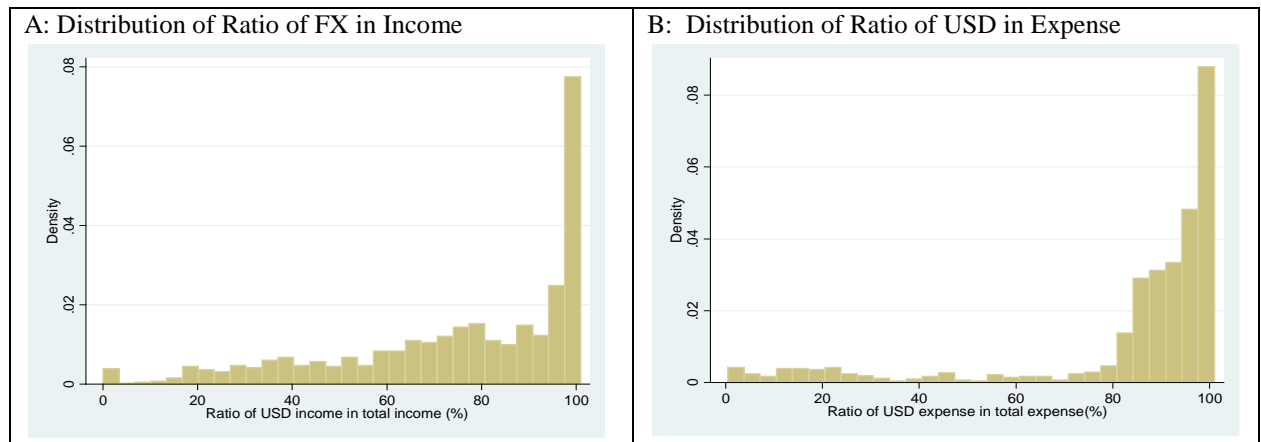 A: Distribution of Ratio of FX in Income
.08
.06
.04
.02
0
Density
0 20 40 60 80 100
Ratio of USD income in total income (%)
B: Distribution of Ratio of USD in Expense
.08
.06
.04
.02
0
Density
0 20 40 60 80 100
Ratio of USD expense in total expense(%)